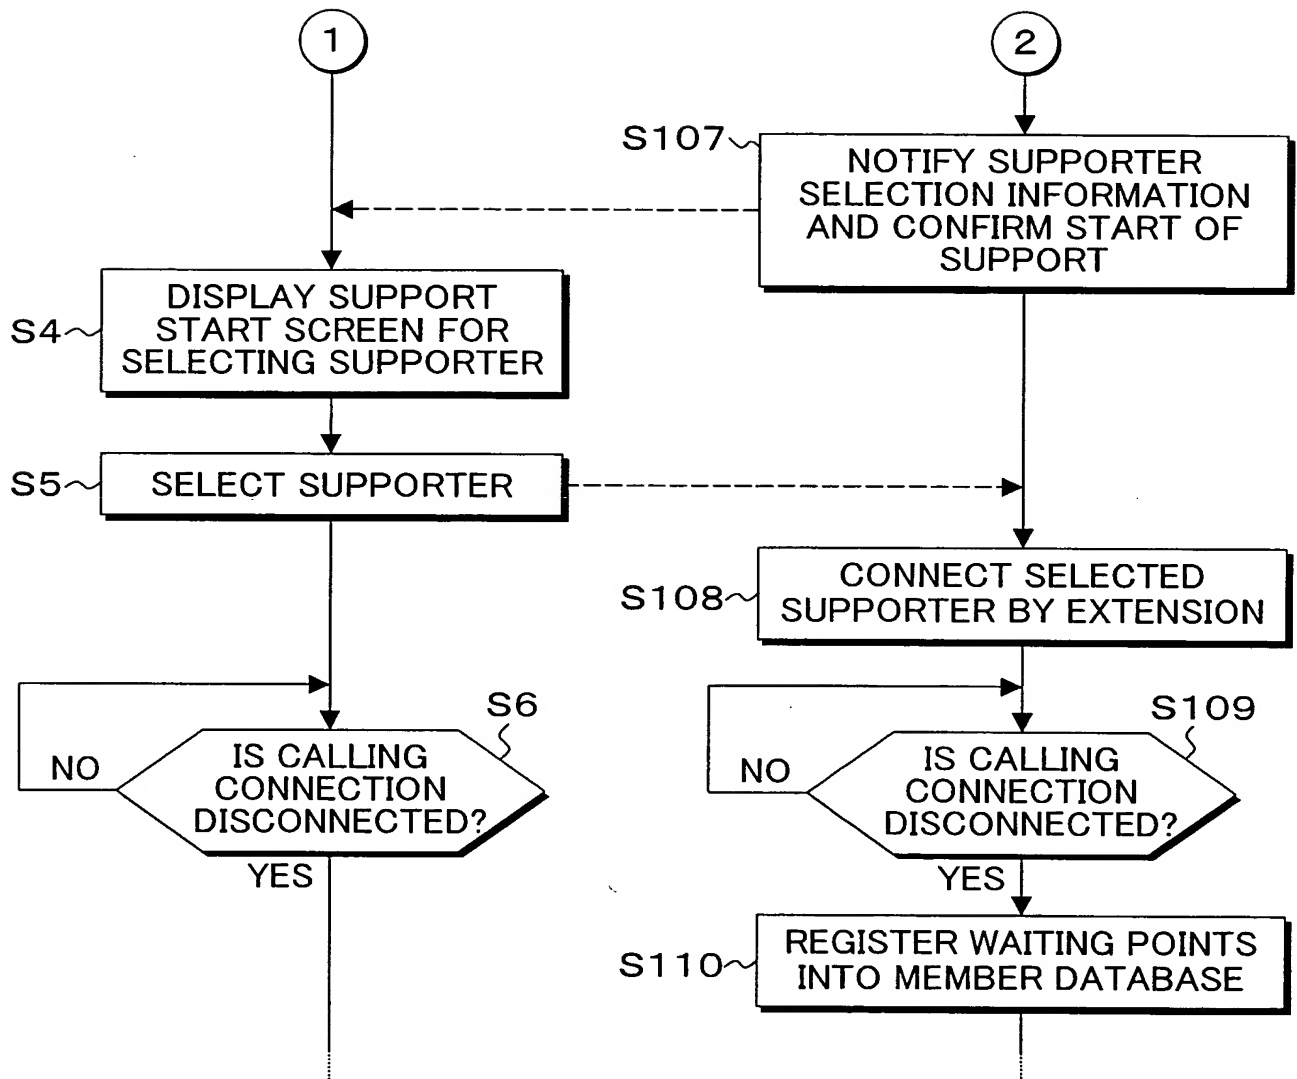 1
2
S107
NOTIFY SUPPORTER
SELECTION INFORMATION
AND CONFIRM START OF
SUPPORT
DISPLAY SUPPORT
START SCREEN FOR
SELECTING SUPPORTER
S4
S5
SELECT SUPPORTER
S108
CONNECT SELECTED
SUPPORTER BY EXTENSION
S6
IS CALLING
CONNECTION
DISCONNECTED?
NO
YES
S109
IS CALLING
CONNECTION
DISCONNECTED?
NO
YES
S110
REGISTER WAITING POINTS
INTO MEMBER DATABASE